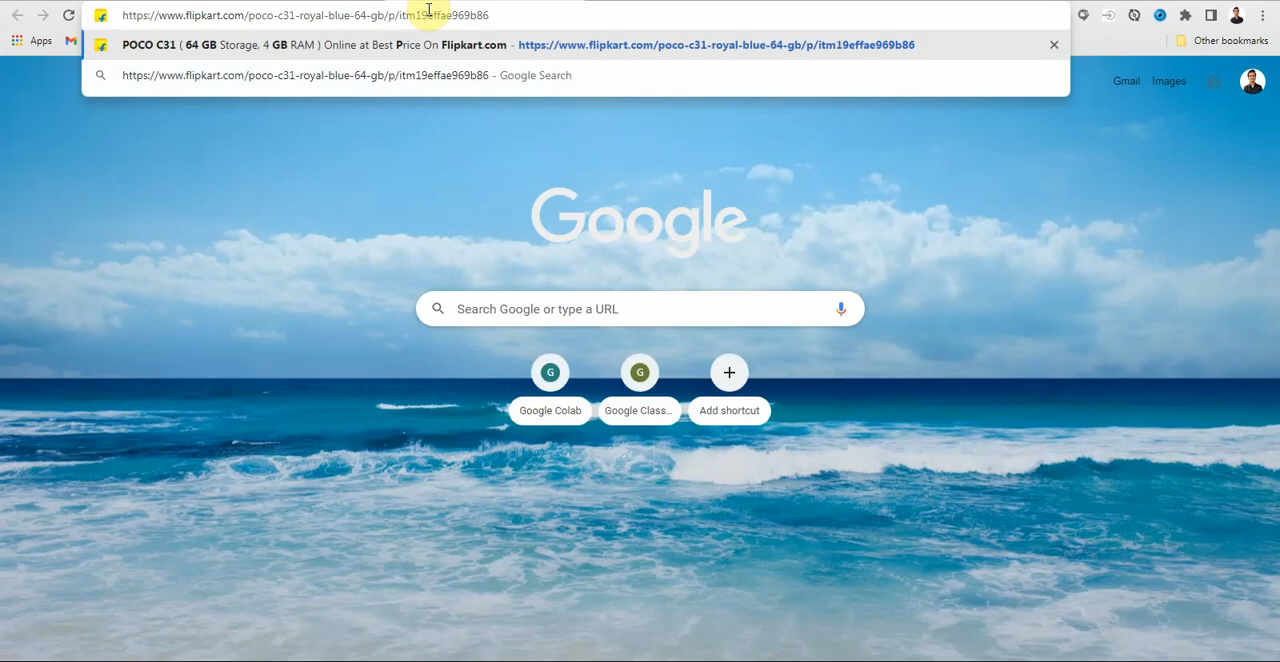 https://www.flipkart.com/poco-c31-royal-blue-64-gb/p/itm19effae969b86
Apps
POCO C31 ( 64 GB Storage, 4 GB RAM ) Online at Best Price On Flipkart.com - https://www.flipkart.com/poco-c31-royal-blue-64-gb/p/itm19effae969b86
Other bookmarks
https://www.flipkart.com/poco-c31-royal-blue-64-gb/p/itm19effae969b86 - Google Search
Gmail Images
Google
Search Google or type a URL
G G
Google Colab Google Class... Add shortcut